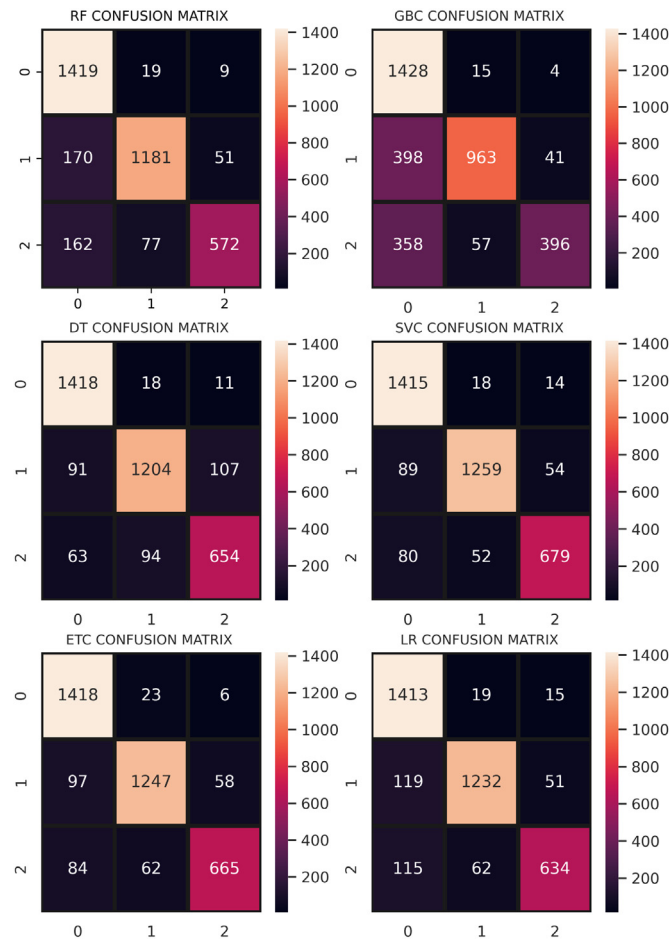 RF CONFUSION MATRIX
0 1419 19 9
1 170 1181 51
2 162 77 572
0 1 2
1400
1200
1000
800
600
400
200
GBC CONFUSION MATRIX
0 1428 15 4
1 398 963 41
2 358 57 396
0 1 2
1400
1200
1000
800
600
400
200
DT CONFUSION MATRIX
0 1418 18 11
1 91 1204 107
2 63 94 654
0 1 2
1400
1200
1000
800
600
400
200
SVC CONFUSION MATRIX
0 1415 18 14
1 89 1259 54
2 80 52 679
0 1 2
1400
1200
1000
800
600
400
200
ETC CONFUSION MATRIX
0 1418 23 6
1 97 1247 58
2 84 62 665
0 1 2
1400
1200
1000
800
600
400
200
LR CONFUSION MATRIX
0 1413 19 15
1 119 1232 51
2 115 62 634
0 1 2
1400
1200
1000
800
600
400
200